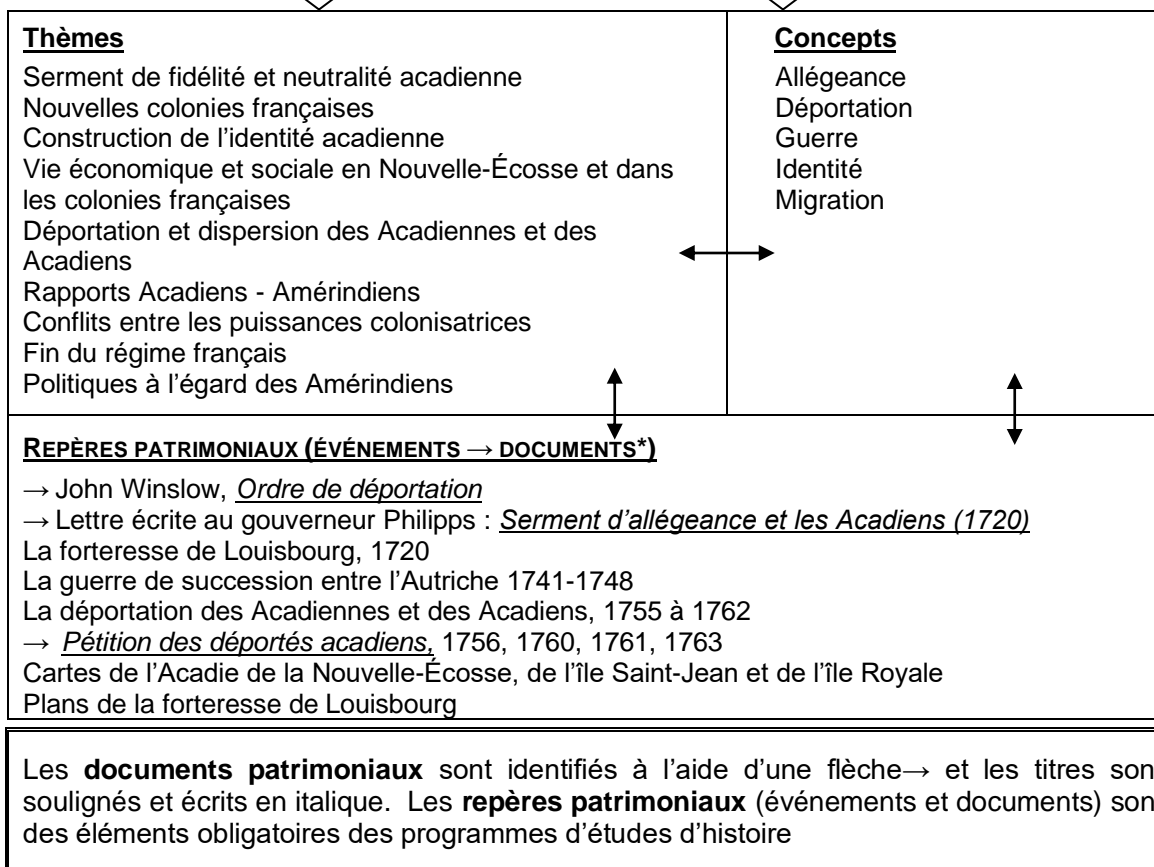 Thèmes
Serment de fidélité et neutralité acadienne
Nouvelles colonies françaises
Construction de l'identité acadienne
Vie économique et sociale en Nouvelle-Écosse et dans
les colonies françaises
Déportation et dispersion des Acadiennes et des
Acadiens
Rapports Acadiens - Amérindiens
Conflits entre les puissances colonisatrices
Fin du régime français
Politiques à l'égard des Amérindiens
Concepts
Allégeance
Déportation
Guerre
Identité
Migration
REPÈRES PATRIMONIAUX (ÉVÉNEMENTS → DOCUMENTS*)
→ John Winslow, Ordre de déportation
→ Lettre écrite au gouverneur Philipps : Serment d'allégeance et les Acadiens (1720)
La forteresse de Louisbourg, 1720
La guerre de succession entre l'Autriche 1741-1748
La déportation des Acadiennes et des Acadiens, 1755 à 1762
→ Pétition des déportés acadiens, 1756, 1760, 1761, 1763
Cartes de l'Acadie de la Nouvelle-Écosse, de l'île Saint-Jean et de l'île Royale
Plans de la forteresse de Louisbourg
Les documents patrimoniaux sont identifiés à l'aide d'une flèche→ et les titres son
soulignés et écrits en italique. Les repères patrimoniaux (événements et documents) son
des éléments obligatoires des programmes d'études d'histoire